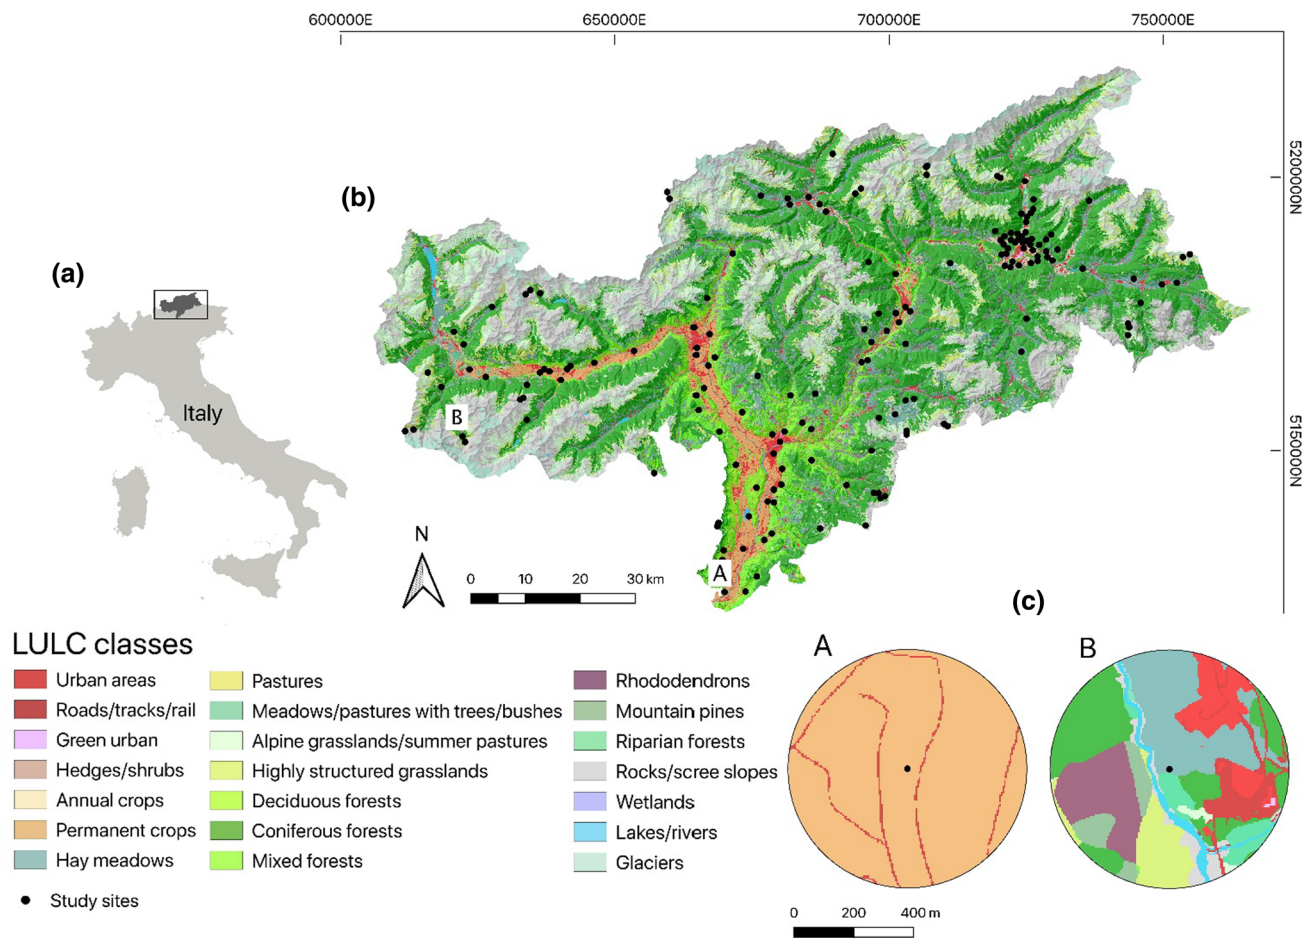 600000E 650000E 700000E 750000E
5200000N
(b)
(a)
Italy
B
5150000N
N
A
0 10 20 30 km
(c)
LULC classes
A
B
Urban areas
Pastures
Rhododendrons
Roads/tracks/rail
Meadows/pastures with trees/bushes
Mountain pines
Green urban
Alpine grasslands/summer pastures
Riparian forests
Hedges/shrubs
Highly structured grasslands
Rocks/scree slopes
Annual crops
Deciduous forests
Wetlands
Permanent crops
Coniferous forests
Lakes/rivers
Hay meadows
Mixed forests
Glaciers
Study sites
0 200 400 m